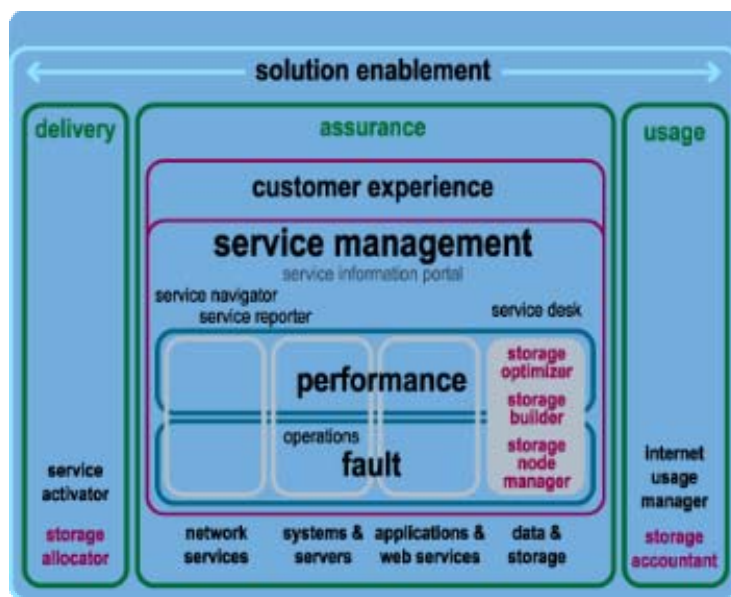 solution enablement
delivery
assurance
usage
customer experience
service management
service information portal
service navigator
service reporter
service desk
performance
storage
optimizer
storage
builder
operations
fault
storage
node
manager
service
activator
storage
allocator
network
services
systems &
servers
applications &
web services
data &
storage
internet
usage
manager
storage
accountant